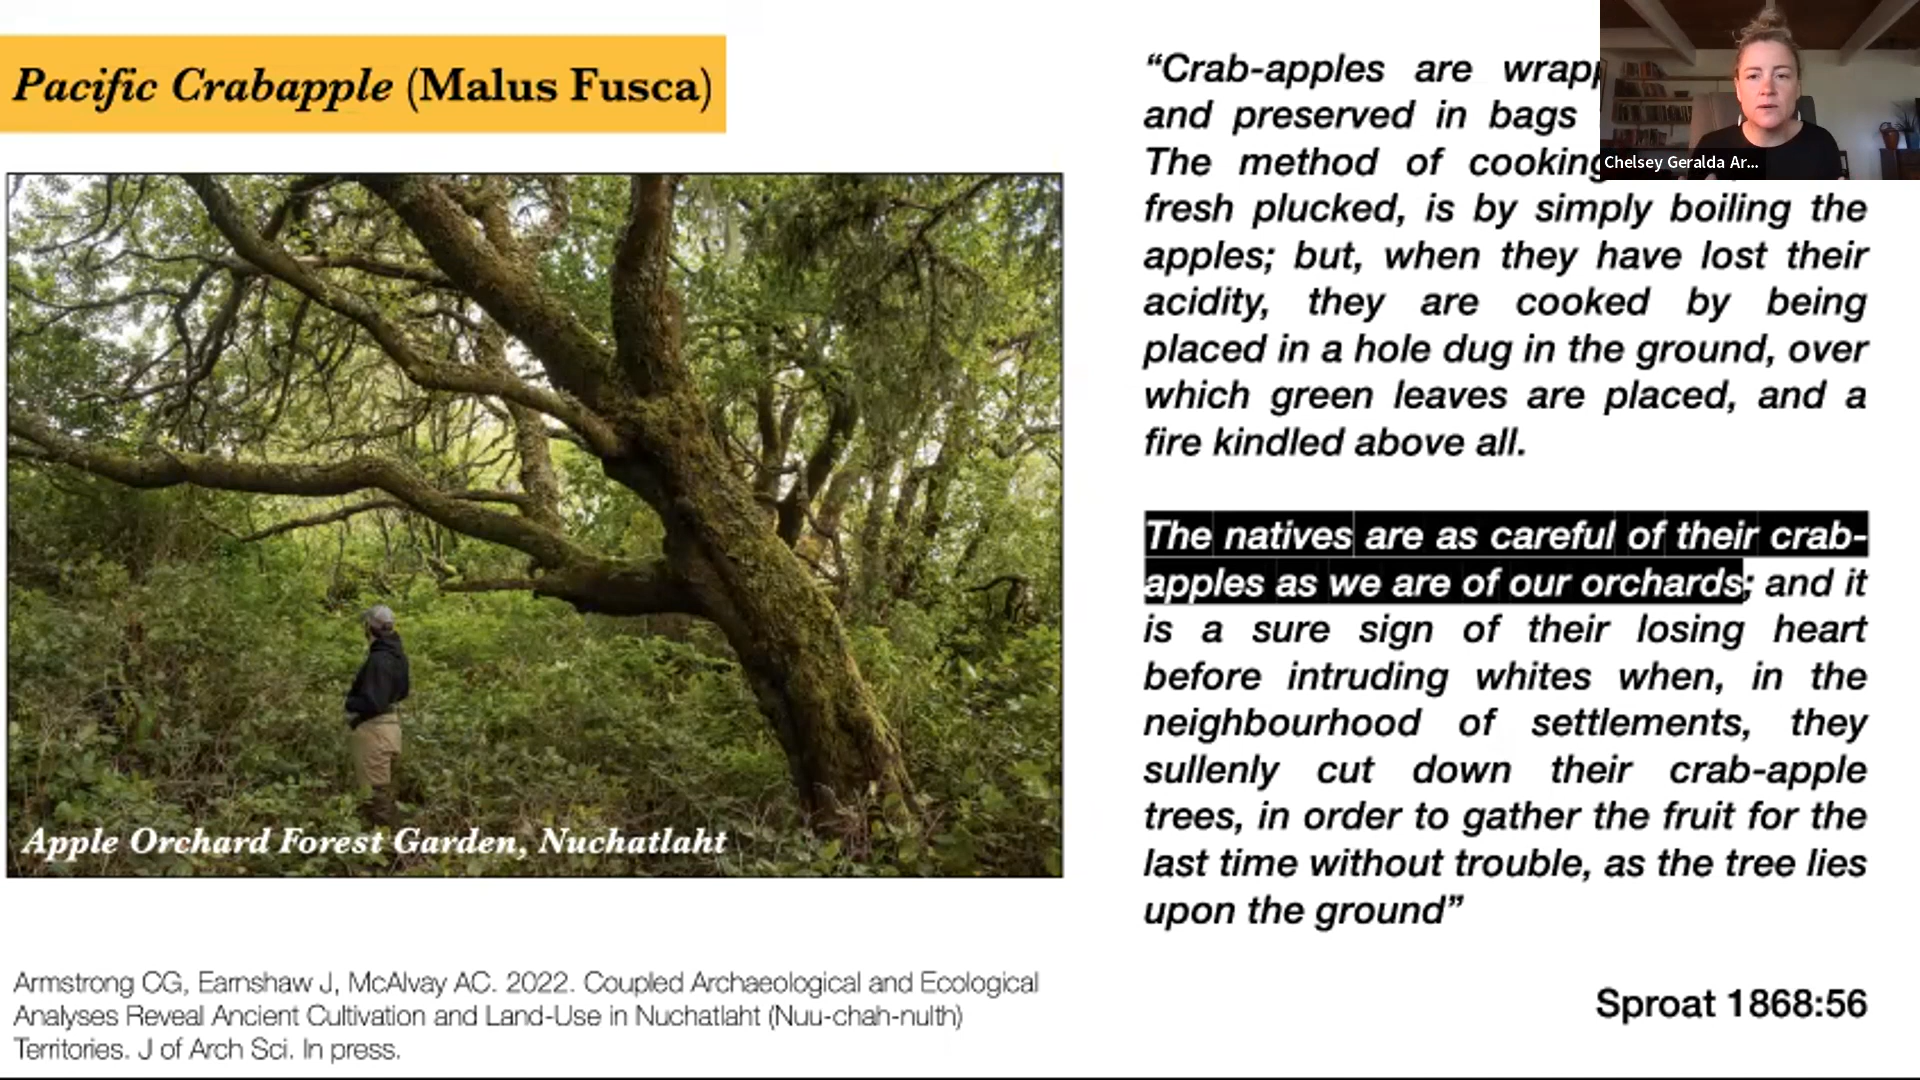 Pacific Crabapple (Malus Fusca)
Apple Orchard Forest Garden, Nuchatlaht
Armstrong CG, Earnshaw J, McAlvay AC. 2022. Coupled Archaeological and Ecological
Analyses Reveal Ancient Cultivation and Land-Use in Nuchatlaht (Nuu-chah-nulth)
Territories. J of Arch Sci. In press.
“Crab-apples are
and preserved in bags
The method of cooking
fresh plucked, is by simply boiling the
apples; but, when they have lost their
acidity, they are cooked by being
placed in a hole dug in the ground, over
which green leaves are placed, and a
fire kindled above all.
The natives are as careful of their crab-
apples as we are of our orchards; and it
is a sure sign of their losing heart
before intruding whites when, in the
neighbourhood of settlements, they
sullenly cut down their crab-apple
trees, in order to gather the fruit for the
last time without trouble, as the tree lies
upon the ground”
Sproat 1868:56
Chelsey Geralda Ar...